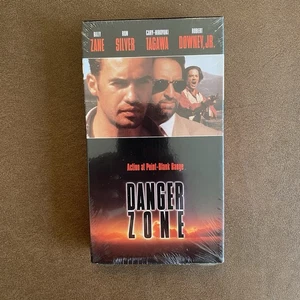 BILLY RON CARY-HIROYUKI ROBERT
ZANE SILVER TAGAWA DOWNEY, JR.
Action at Point-Blank Range
DANGER
ZONE